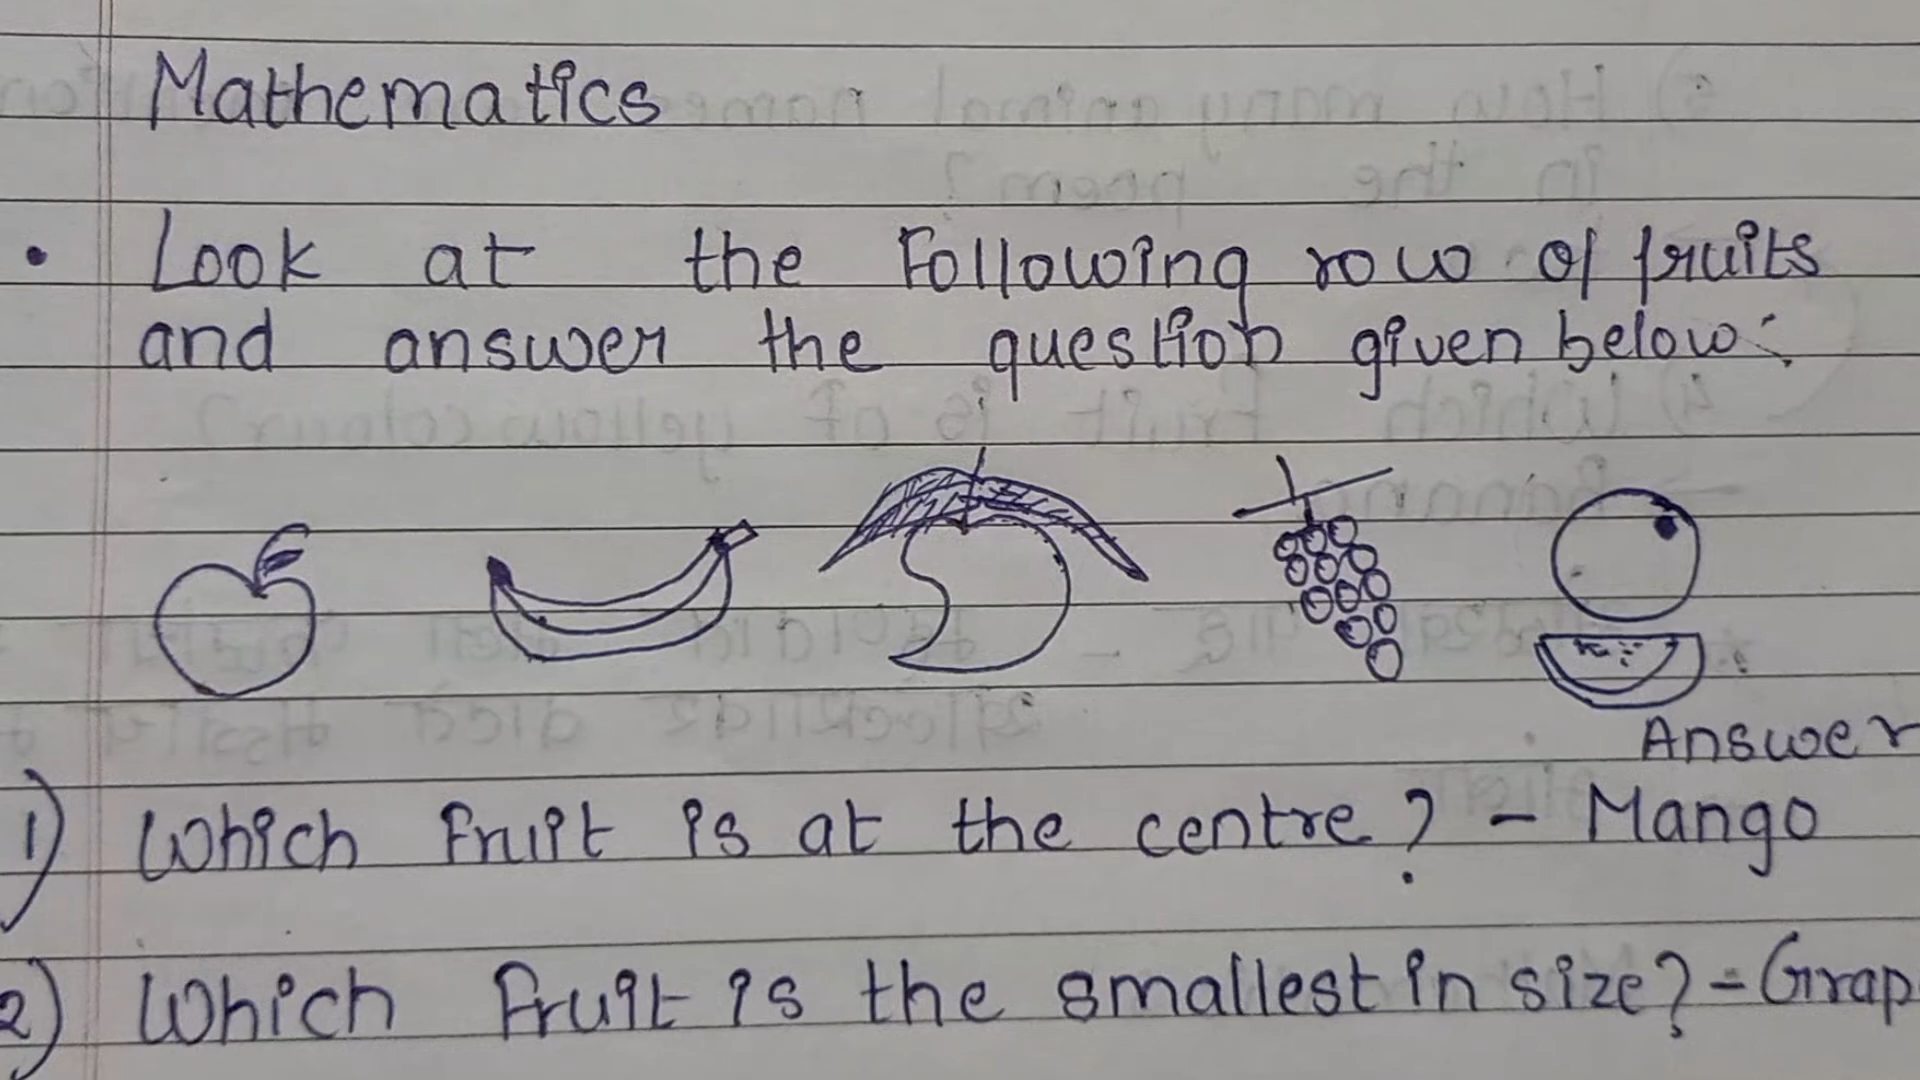 Mathematics
• Look at the Following row of fruits
and answer the question given below:
Answer
1) Which Fruit is at the centre? - Mango
2) Which Fruit is the smallest in size? - Grap